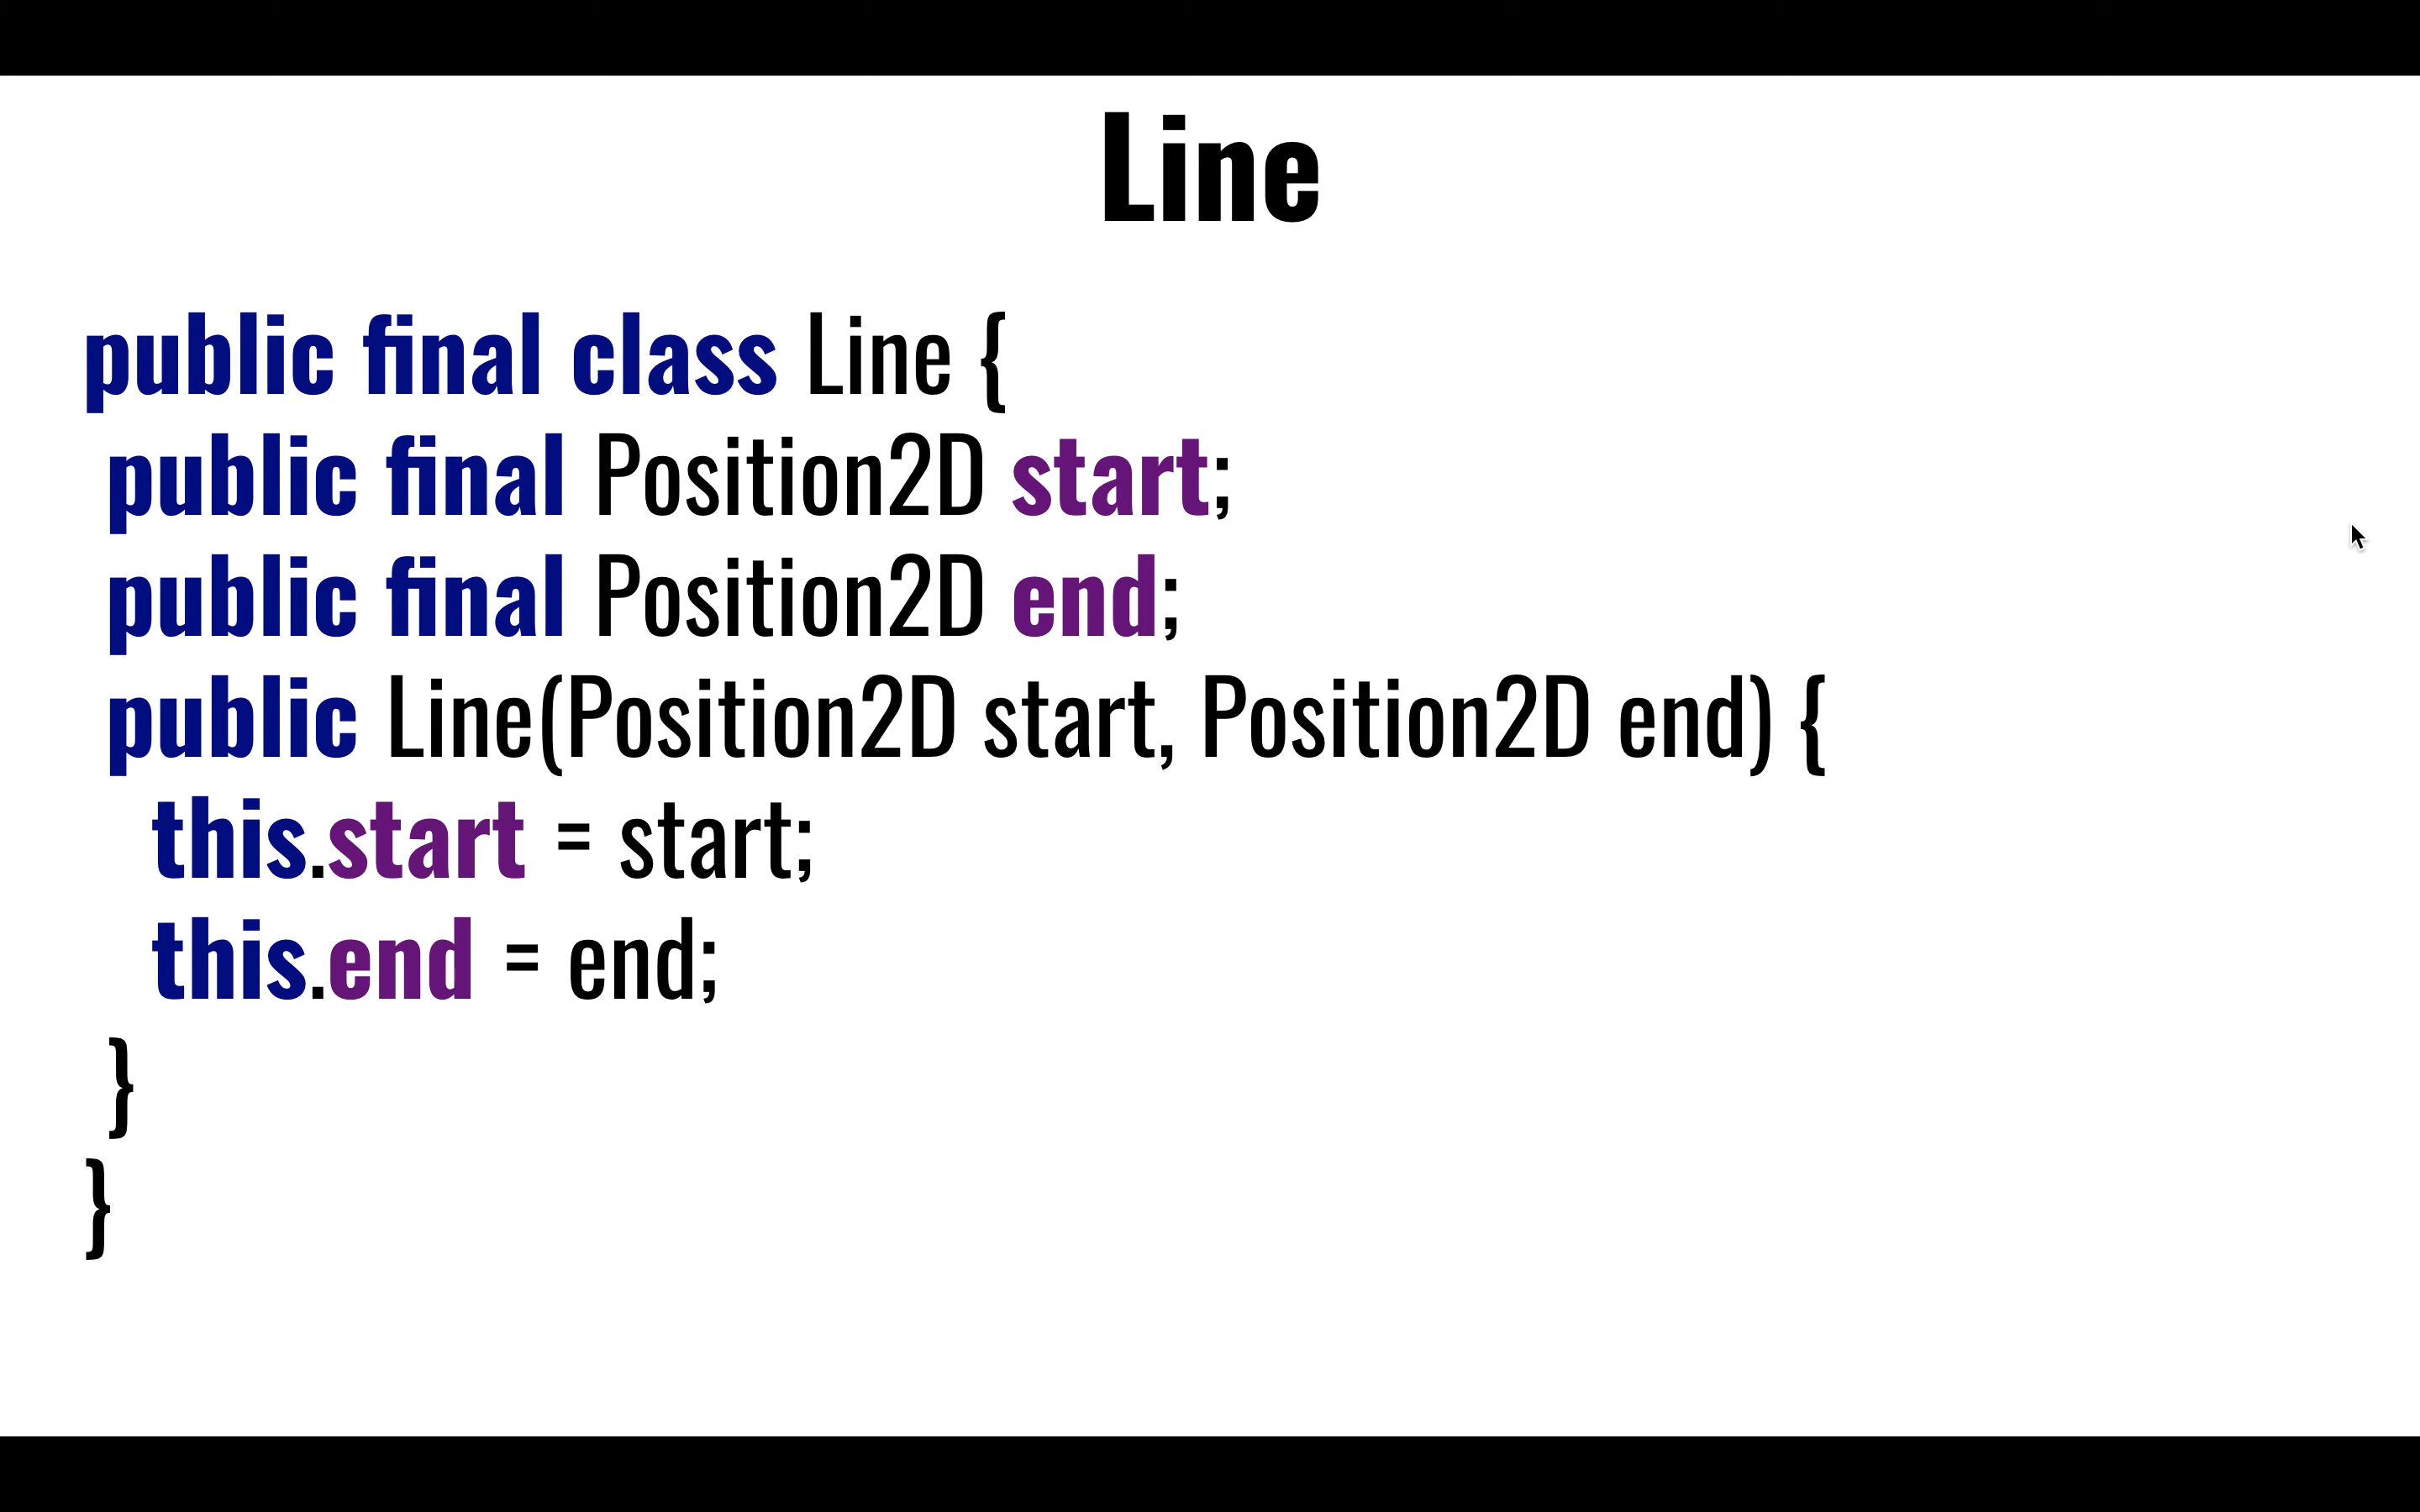 Line
public final class Line {
public final Position2D start;
public final Position2D end;
public Line(Position2D start, Position2D end) {
this.start = start;
this.end = end;
}
}